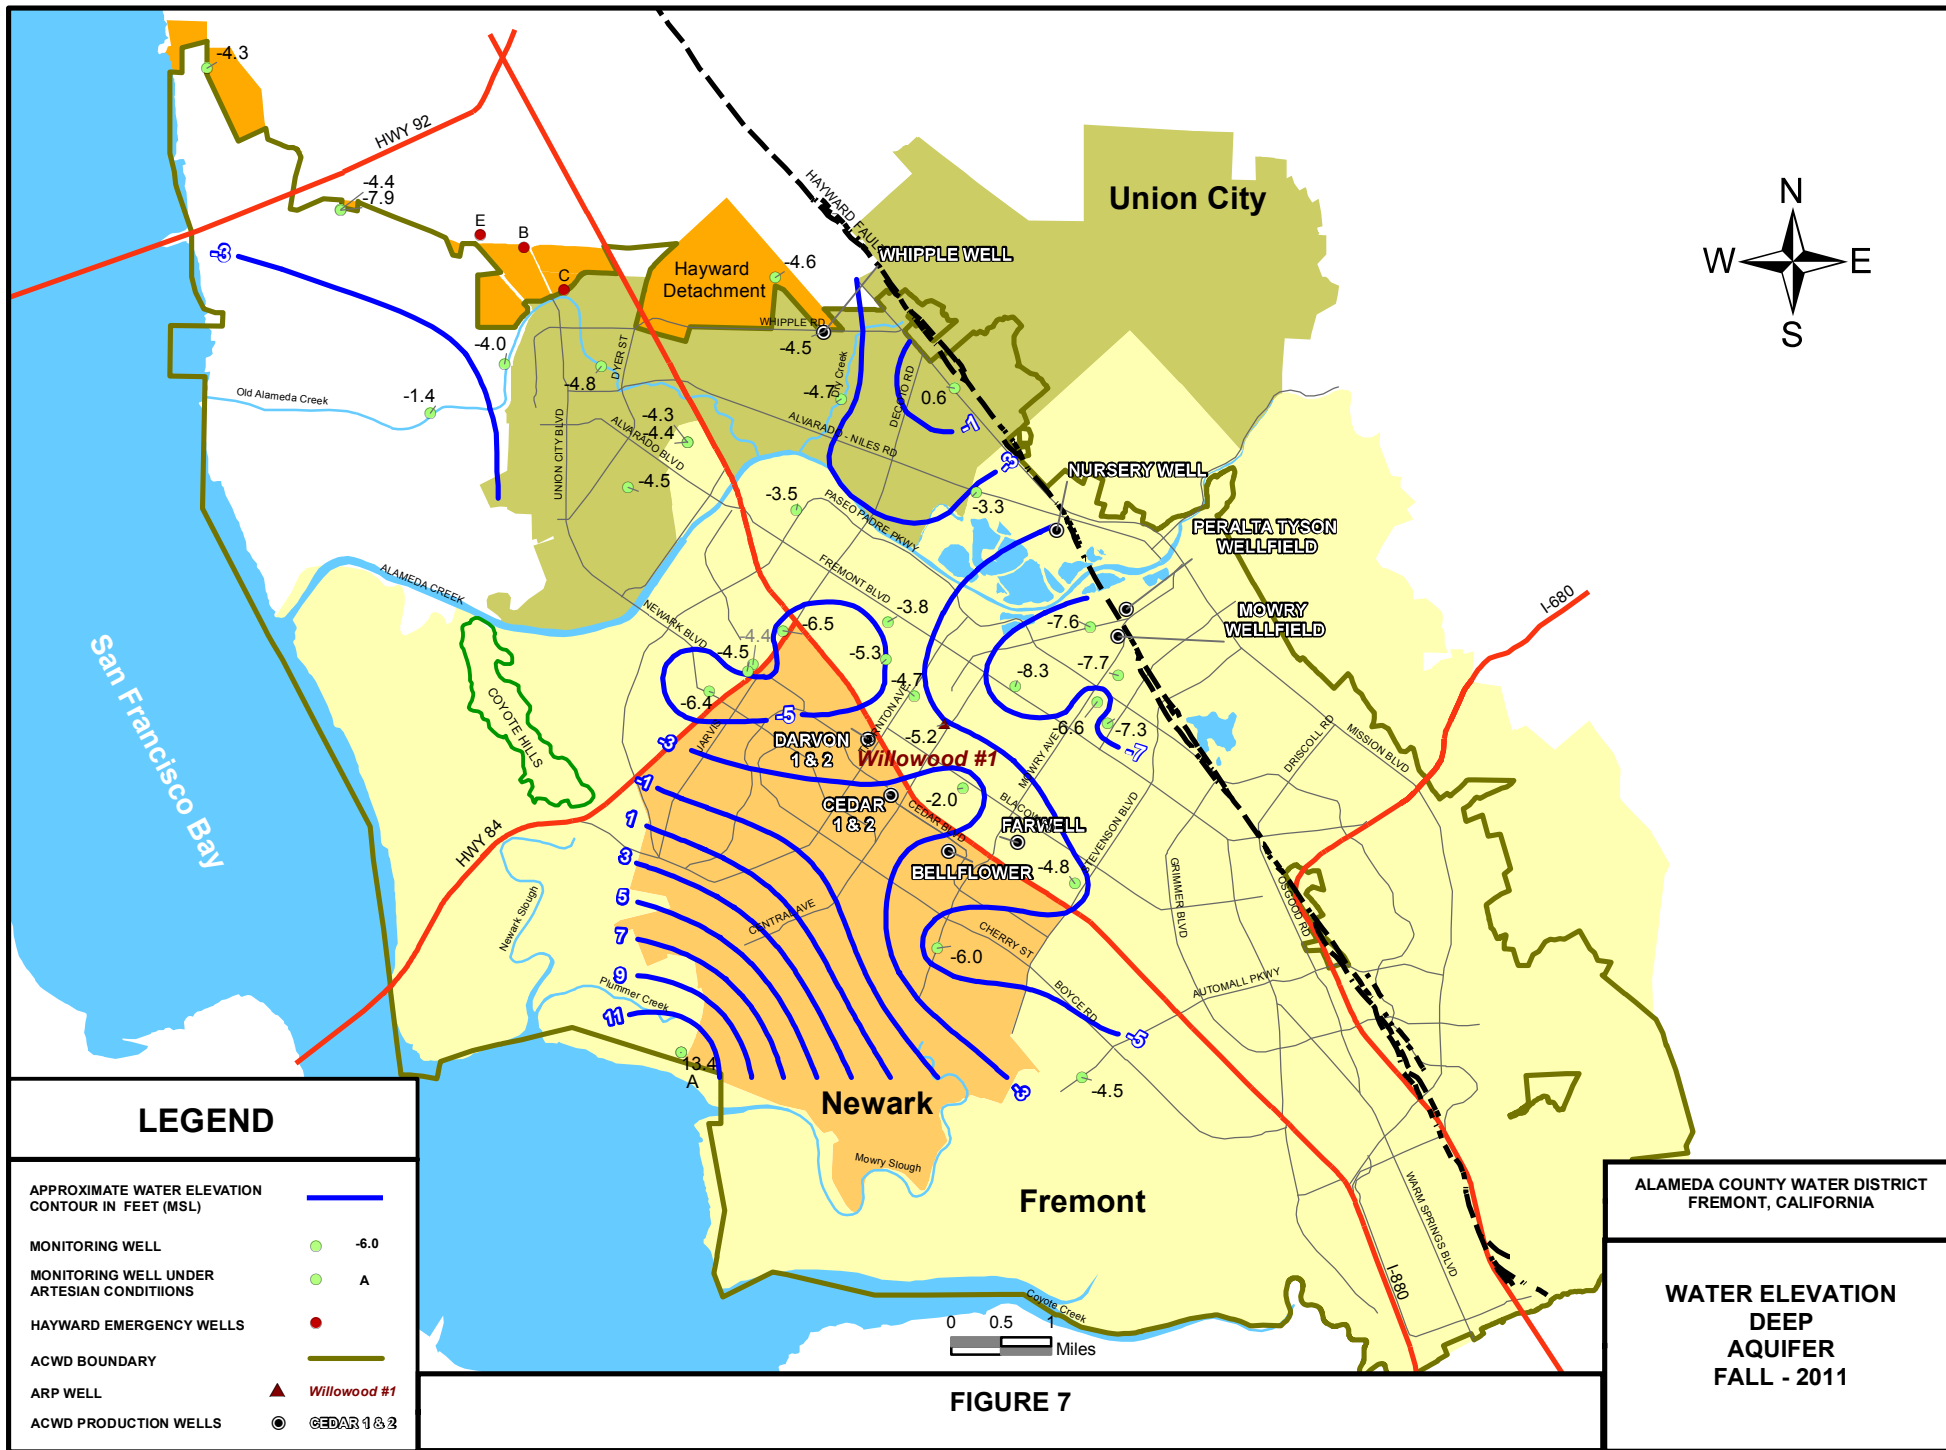 -4.3
HWY 92
-4.4
-7.9
E
B
C
Hayward
Detachment
-4.6
HAYWARD FAULT
WHIPPLE WELL
Union City
N
W
E
S
-3
WHIPPLE RD
-4.5
-4.0
-4.8
DYER ST
-4.7
Dry Creek
DECOTO RD
0.6
-1
Old Alameda Creek
-1.4
UNION CITY BLVD
-4.3
-4.4
ALVARADO BLVD
ALVARADO - NILES RD
-3
NURSERY WELL
-4.5
-3.5
PASEO PADRE PKWY
-3.3
PERALTA TYSON
WELLFIELD
ALAMEDA CREEK
FREMONT BLVD
NEWARK BLVD
-3.8
-7.6
MOWRY
WELLFIELD
I-680
-4.4
-6.5
-4.5
-5.3
-4.7
-8.3
-7.7
San Francisco Bay
COYOTE HILLS
-6.4
-5
JARVIS
-5.2
-6.6
-7.3
-7
DARVON
1 & 2
Willowood #1
MOWRY AVE
DRISCOLL RD
MISSION BLVD
-3
-1
1
3
5
7
9
11
CEDAR
1 & 2
-2.0
CEDAR BLVD
FARWELL
STEVENSON BLVD
BELLFLOWER
-4.8
GRIMMER BLVD
OSGOOD RD
HWY 84
Newark Slough
CENTRAL AVE
CHERRY ST
-6.0
Plummer Creek
BOYCE RD
AUTOMALL PKWY
-5
13.4
A
-3
-4.5
Newark
Mowry Slough
Fremont
WARM SPRINGS BLVD
I-880
Coyote Creek
0 0.5 1
Miles
LEGEND
APPROXIMATE WATER ELEVATION
CONTOUR IN FEET (MSL)
MONITORING WELL -6.0
MONITORING WELL UNDER
ARTESIAN CONDITIIONS A
HAYWARD EMERGENCY WELLS
ACWD BOUNDARY
ARP WELL Willowood #1
ACWD PRODUCTION WELLS CEDAR 1 & 2
FIGURE 7
ALAMEDA COUNTY WATER DISTRICT
FREMONT, CALIFORNIA
WATER ELEVATION
DEEP
AQUIFER
FALL - 2011